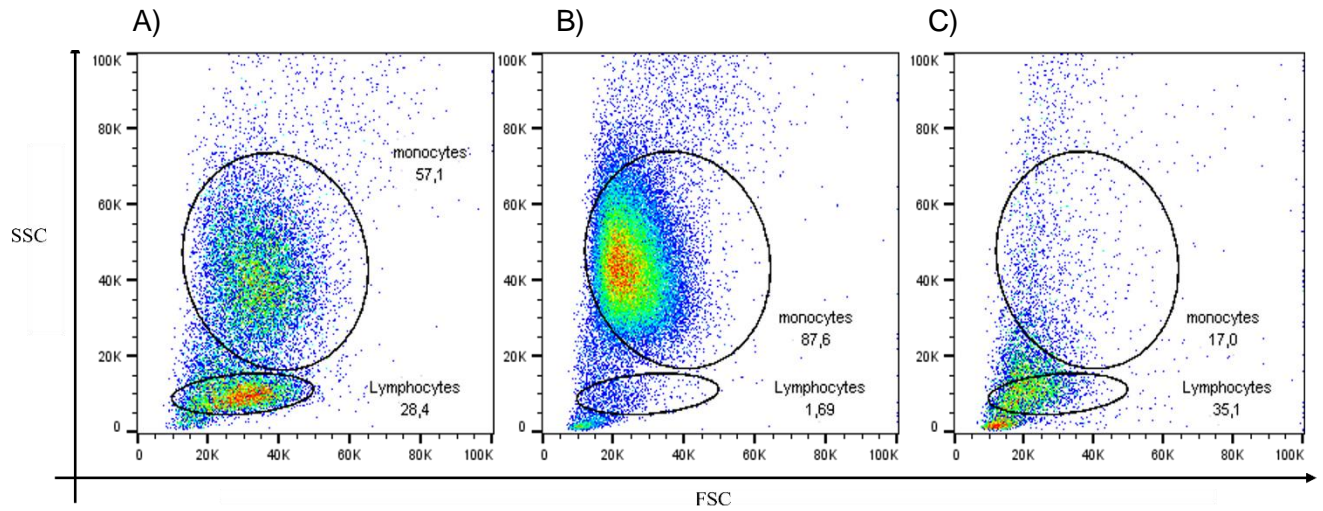 A)
B)
C)
SSC
100K
80K
60K
40K
20K
0
monocytes
57,1
Lymphocytes
28,4
0
20K
40K
60K
80K
100K
100K
80K
60K
40K
20K
0
monocytes
87,6
Lymphocytes
1,69
0
20K
40K
60K
80K
100K
100K
80K
60K
40K
20K
0
monocytes
17,0
Lymphocytes
35,1
0
20K
40K
60K
80K
100K
FSC